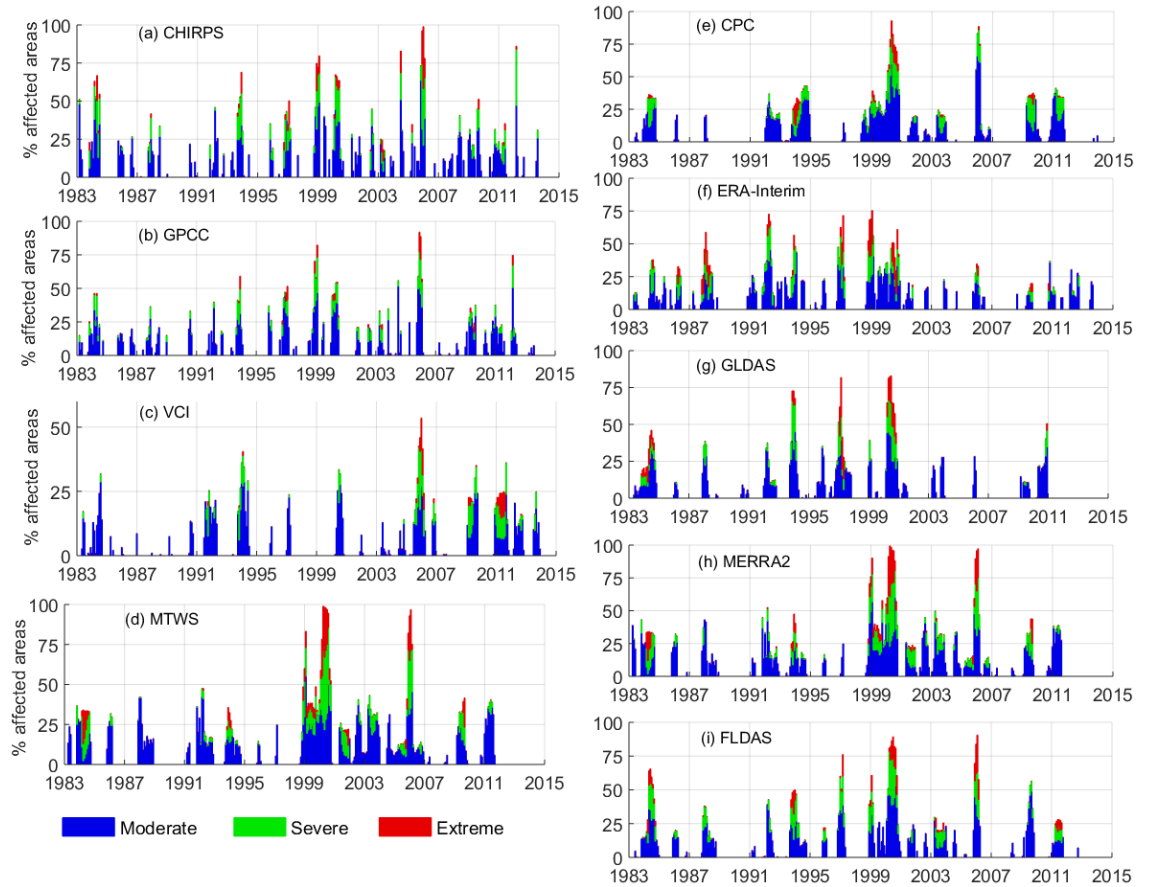 (a) CHIRPS
% affected areas
100
75
50
25
0
1983 1987 1991 1995 1999 2003 2007 2011 2015
(b) GPCC
% affected areas
100
75
50
25
0
1983 1987 1991 1995 1999 2003 2007 2011 2015
(c) VCI
% affected areas
50
25
0
1983 1987 1991 1995 1999 2003 2007 2011 2015
(d) MTWS
% affected areas
100
75
50
25
0
1983 1987 1991 1995 1999 2003 2007 2011 2015
Moderate Severe Extreme
(e) CPC
100
75
50
25
0
1983 1987 1991 1995 1999 2003 2007 2011 2015
(f) ERA-Interim
100
75
50
25
0
1983 1987 1991 1995 1999 2003 2007 2011 2015
(g) GLDAS
100
75
50
25
0
1983 1987 1991 1995 1999 2003 2007 2011 2015
(h) MERRA2
100
75
50
25
0
1983 1987 1991 1995 1999 2003 2007 2011 2015
(i) FLDAS
100
75
50
25
0
1983 1987 1991 1995 1999 2003 2007 2011 2015